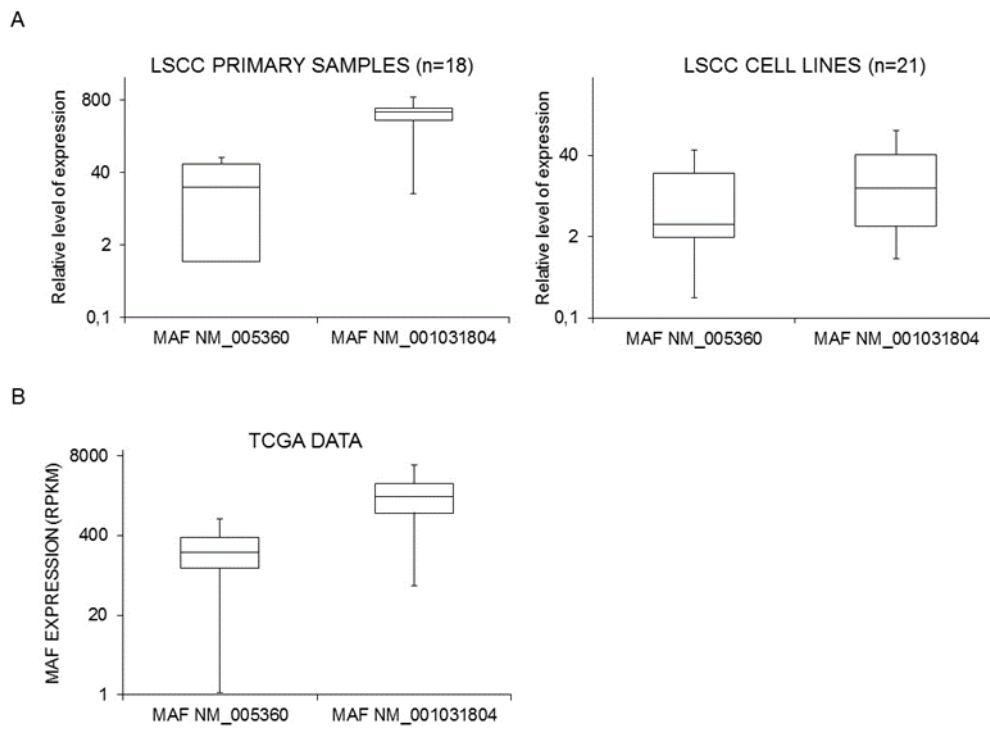 A
LSCC PRIMARY SAMPLES (n=18)
Relative level of expression
800
40
2
0,1
MAF NM_005360
MAF NM_001031804
LSCC CELL LINES (n=21)
Relative level of expression
40
2
0,1
MAF NM_005360
MAF NM_001031804
B
TCGA DATA
MAF EXPRESSION (RPKM)
8000
400
20
1
MAF NM_005360
MAF NM_001031804